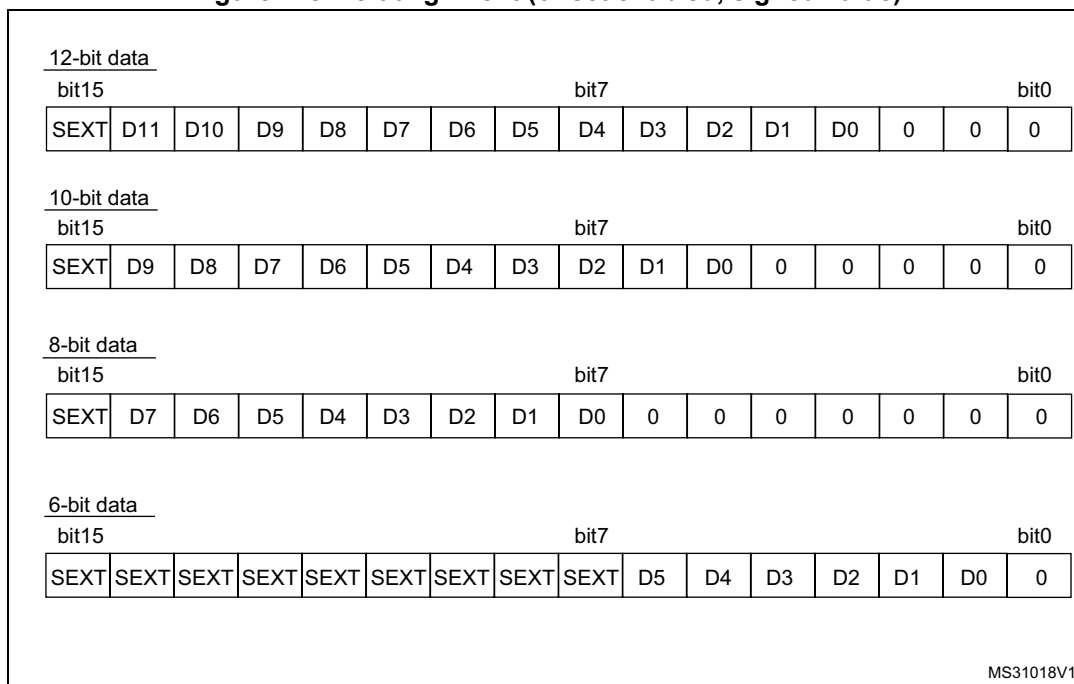 12-bit data
bit15 bit7 bit0
SEXT D11 D10 D9 D8 D7 D6 D5 D4 D3 D2 D1 D0 0 0 0
10-bit data
bit15 bit7 bit0
SEXT D9 D8 D7 D6 D5 D4 D3 D2 D1 D0 0 0 0 0 0
8-bit data
bit15 bit7 bit0
SEXT D7 D6 D5 D4 D3 D2 D1 D0 0 0 0 0 0 0 0
6-bit data
bit15 bit7 bit0
SEXT SEXT SEXT SEXT SEXT SEXT SEXT SEXT SEXT D5 D4 D3 D2 D1 D0 0
MS31018V1